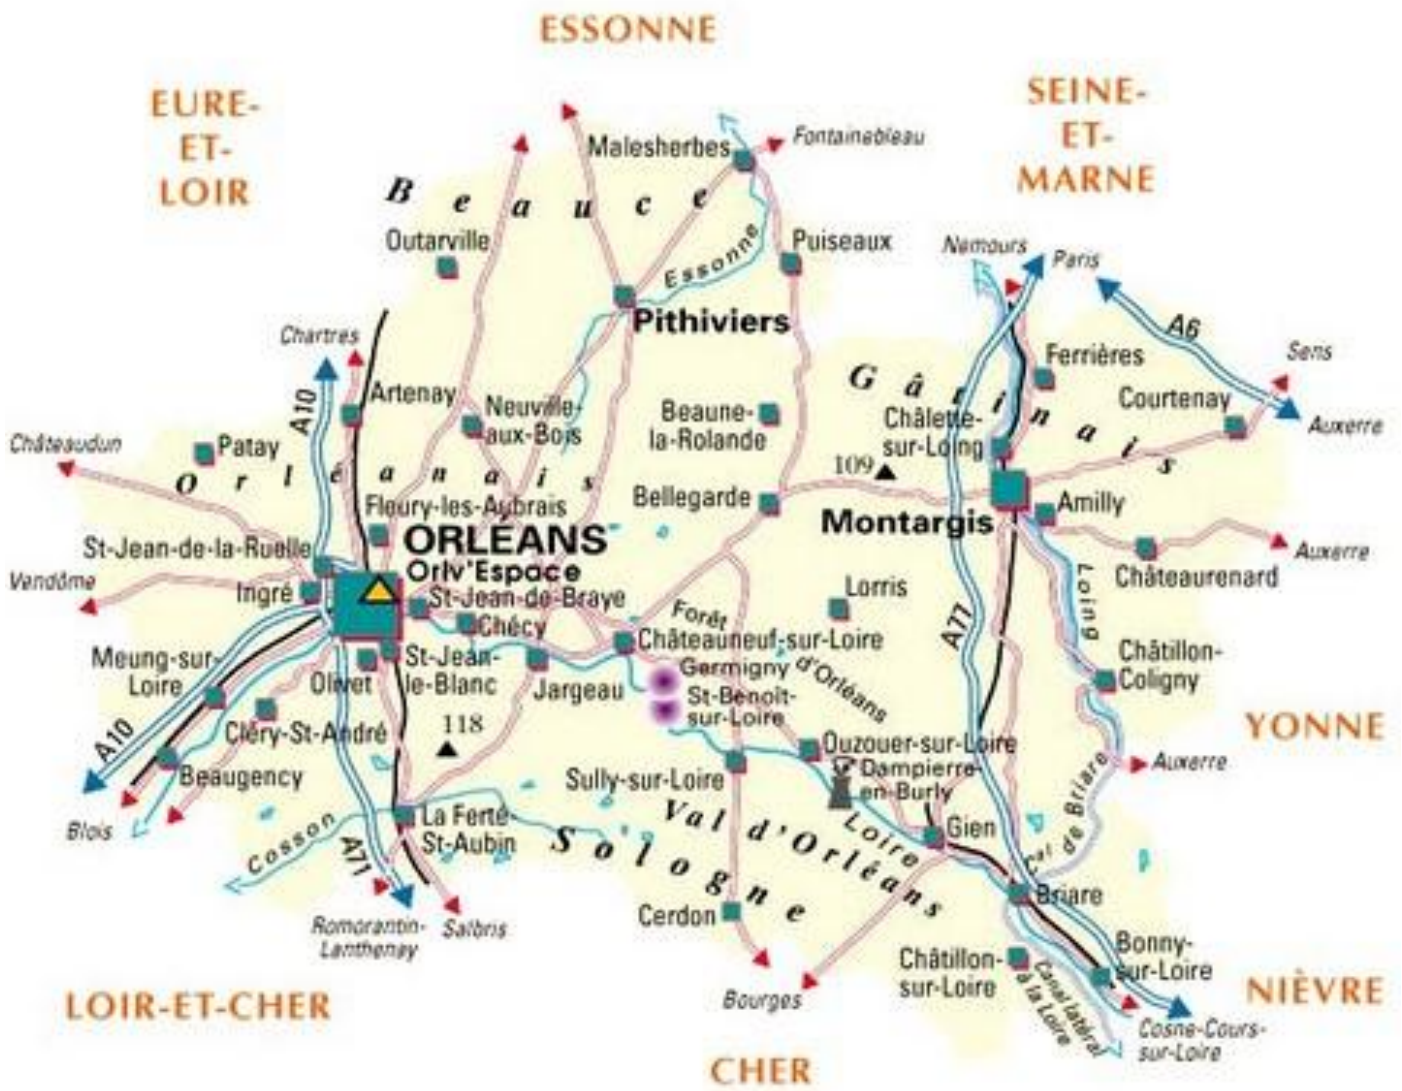 ESSONNE
EURE-
ET-
LOIR
SEINE-
ET-
MARNE
Malesherbes
Fontainebleau
Beauce
Outarville
Essonne
Puiseaux
Nemours
Paris
Pithiviers
A6
Chartres
Sens
Ferrières
Gâtinais
A10
Artenay
Neuville-
aux-Bois
Beaune-
la-Rolande
Châlette-
sur-Loing
Courtenay
Auxerre
Châteaudun
Patay
Orléanais
109
Bellegarde
Montargis
Amilly
Fleury-les-Aubrais
ORLÉANS
Orlv'Espace
St-Jean-de-la-Ruelle
Auxerre
Châteaurenard
Vendôme
Ingré
St-Jean-de-Braye
Chécy
Lorris
Loing
A77
Forêt
d'Orléans
Châteauneuf-sur-Loire
Meung-sur-
Loire
Olivet
St-Jean-
le-Blanc
Jargeau
Germigny
St-Benoît-
sur-Loire
Châtillon-
Coligny
118
Cléry-St-André
YONNE
A10
Beaugency
Sully-sur-Loire
Ouzouer-sur-Loire
Dampierre-
en-Burly
Auxerre
Cal de Briare
Blois
Cosson
La Ferté-
St-Aubin
Val d'Orléans
Loire
Gien
A71
Sologne
Briare
Romorantin-
Lanthenay
Salbris
Cerdon
Châtillon-
sur-Loire
Bonny-
sur-Loire
LOIR-ET-CHER
Bourges
Canal latéral
à la Loire
NIÈVRE
Cosne-Cours-
sur-Loire
CHER